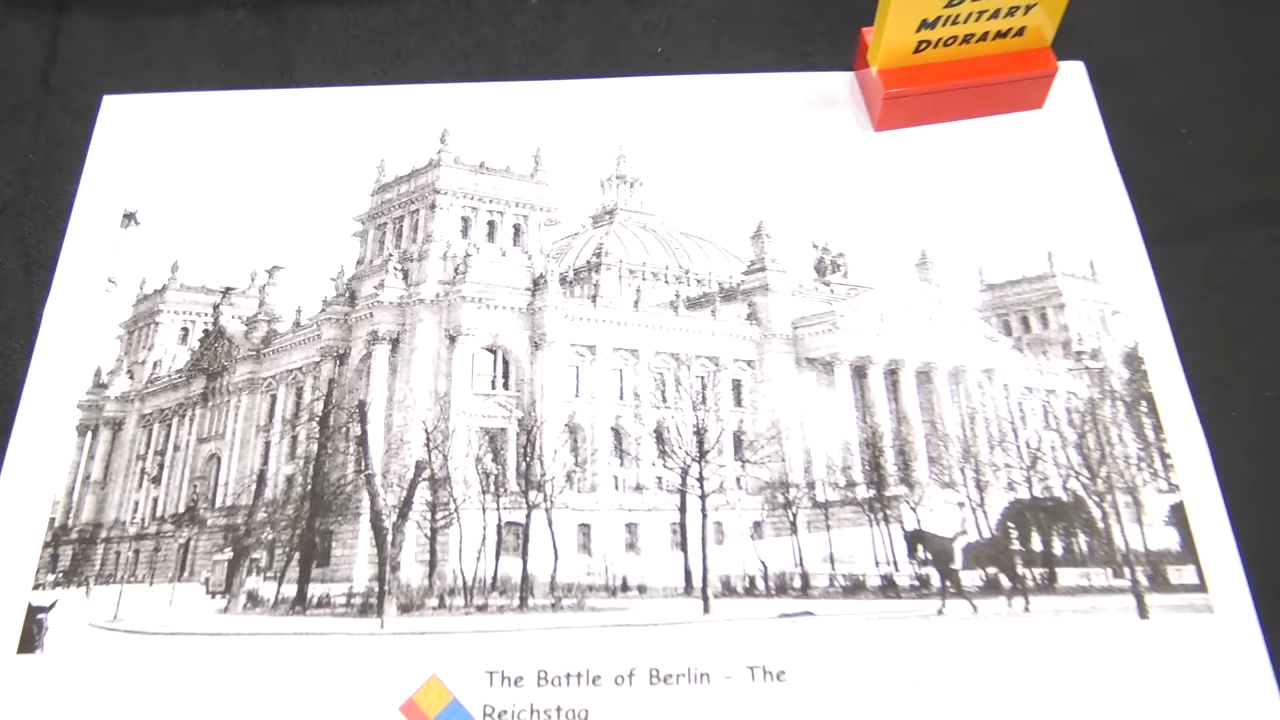 MILITARY
DIORAMA
The Battle of Berlin - The
Reichstag